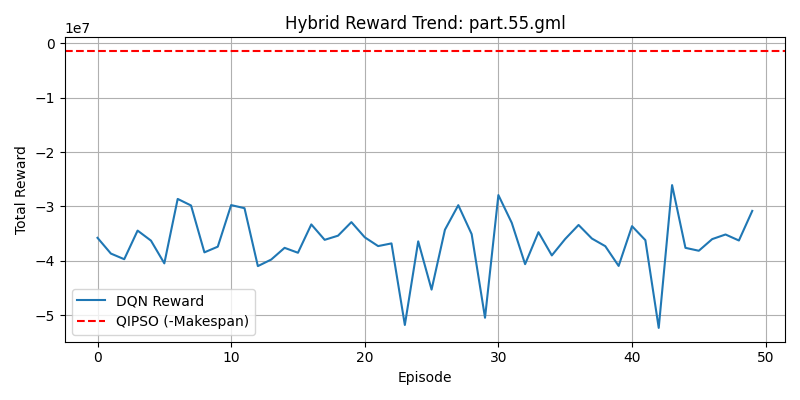 Hybrid Reward Trend: part.55.gml
1e7
0
−1
−2
−3
−4
−5
Total Reward
DQN Reward
QIPSO (-Makespan)
0 10 20 30 40 50
Episode